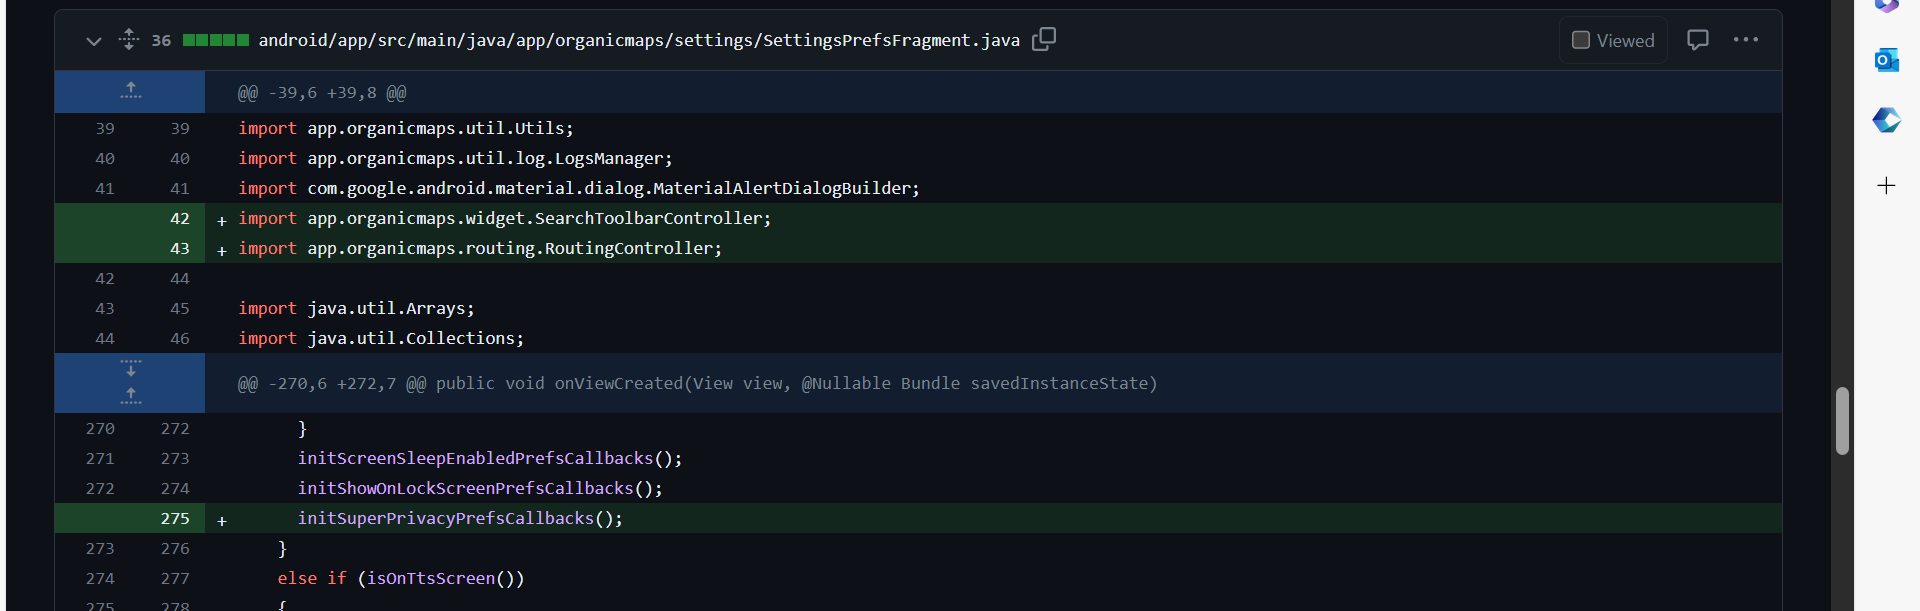 36 android/app/src/main/java/app/organicmaps/settings/SettingsPrefsFragment.java Viewed
@@ -39,6 +39,8 @@
39 39 import app.organicmaps.util.Utils;
40 40 import app.organicmaps.util.log.LogsManager;
41 41 import com.google.android.material.dialog.MaterialAlertDialogBuilder;
42 + import app.organicmaps.widget.SearchToolbarController;
43 + import app.organicmaps.routing.RoutingController;
42 44
43 45 import java.util.Arrays;
44 46 import java.util.Collections;
@@ -270,6 +272,7 @@ public void onViewCreated(View view, @Nullable Bundle savedInstanceState)
270 272 }
271 273 initScreenSleepEnabledPrefsCallbacks();
272 274 initShowOnLockScreenPrefsCallbacks();
275 + initSuperPrivacyPrefsCallbacks();
273 276 }
274 277 else if (isOnTtsScreen())
275 278 {